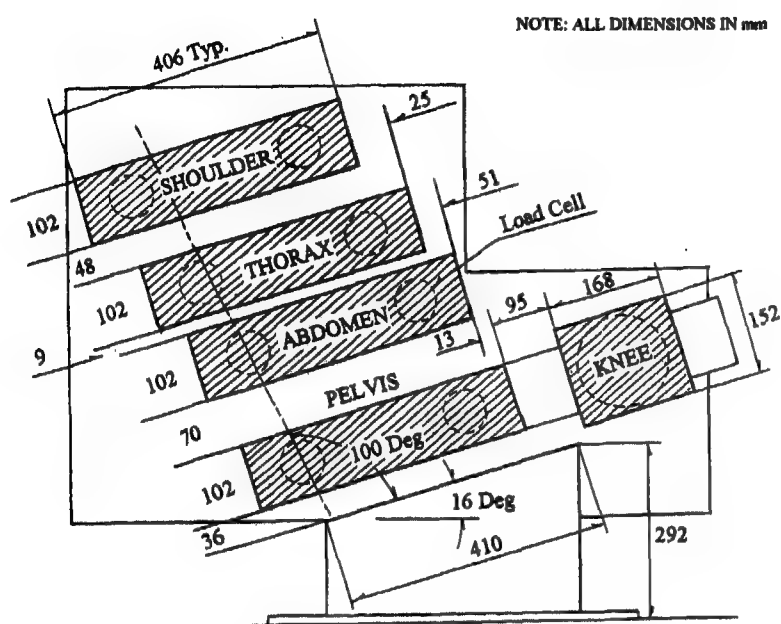 NOTE: ALL DIMENSIONS IN mm
406 Typ.
25
SHOULDER
51
102
Load Cell
48
THORAX
102
95
168
152
ABDOMEN
9
13
KNEE
102
PELVIS
70
100 Deg
102
16 Deg
36
410
292